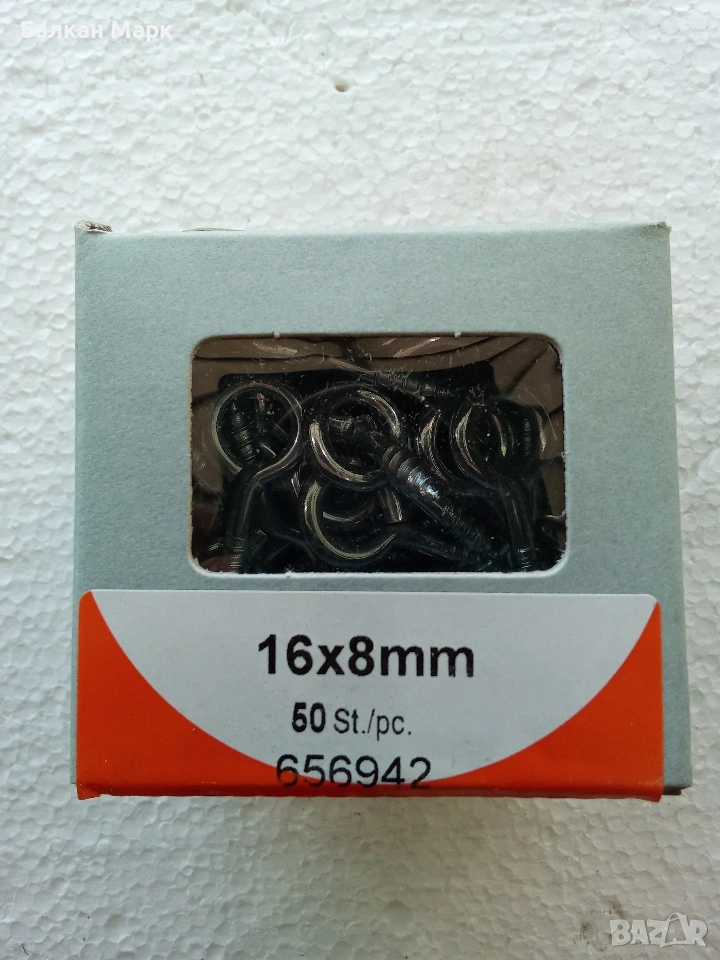 Балкан Марк
16x8mm
50 St./pc.
656942
BAZAR